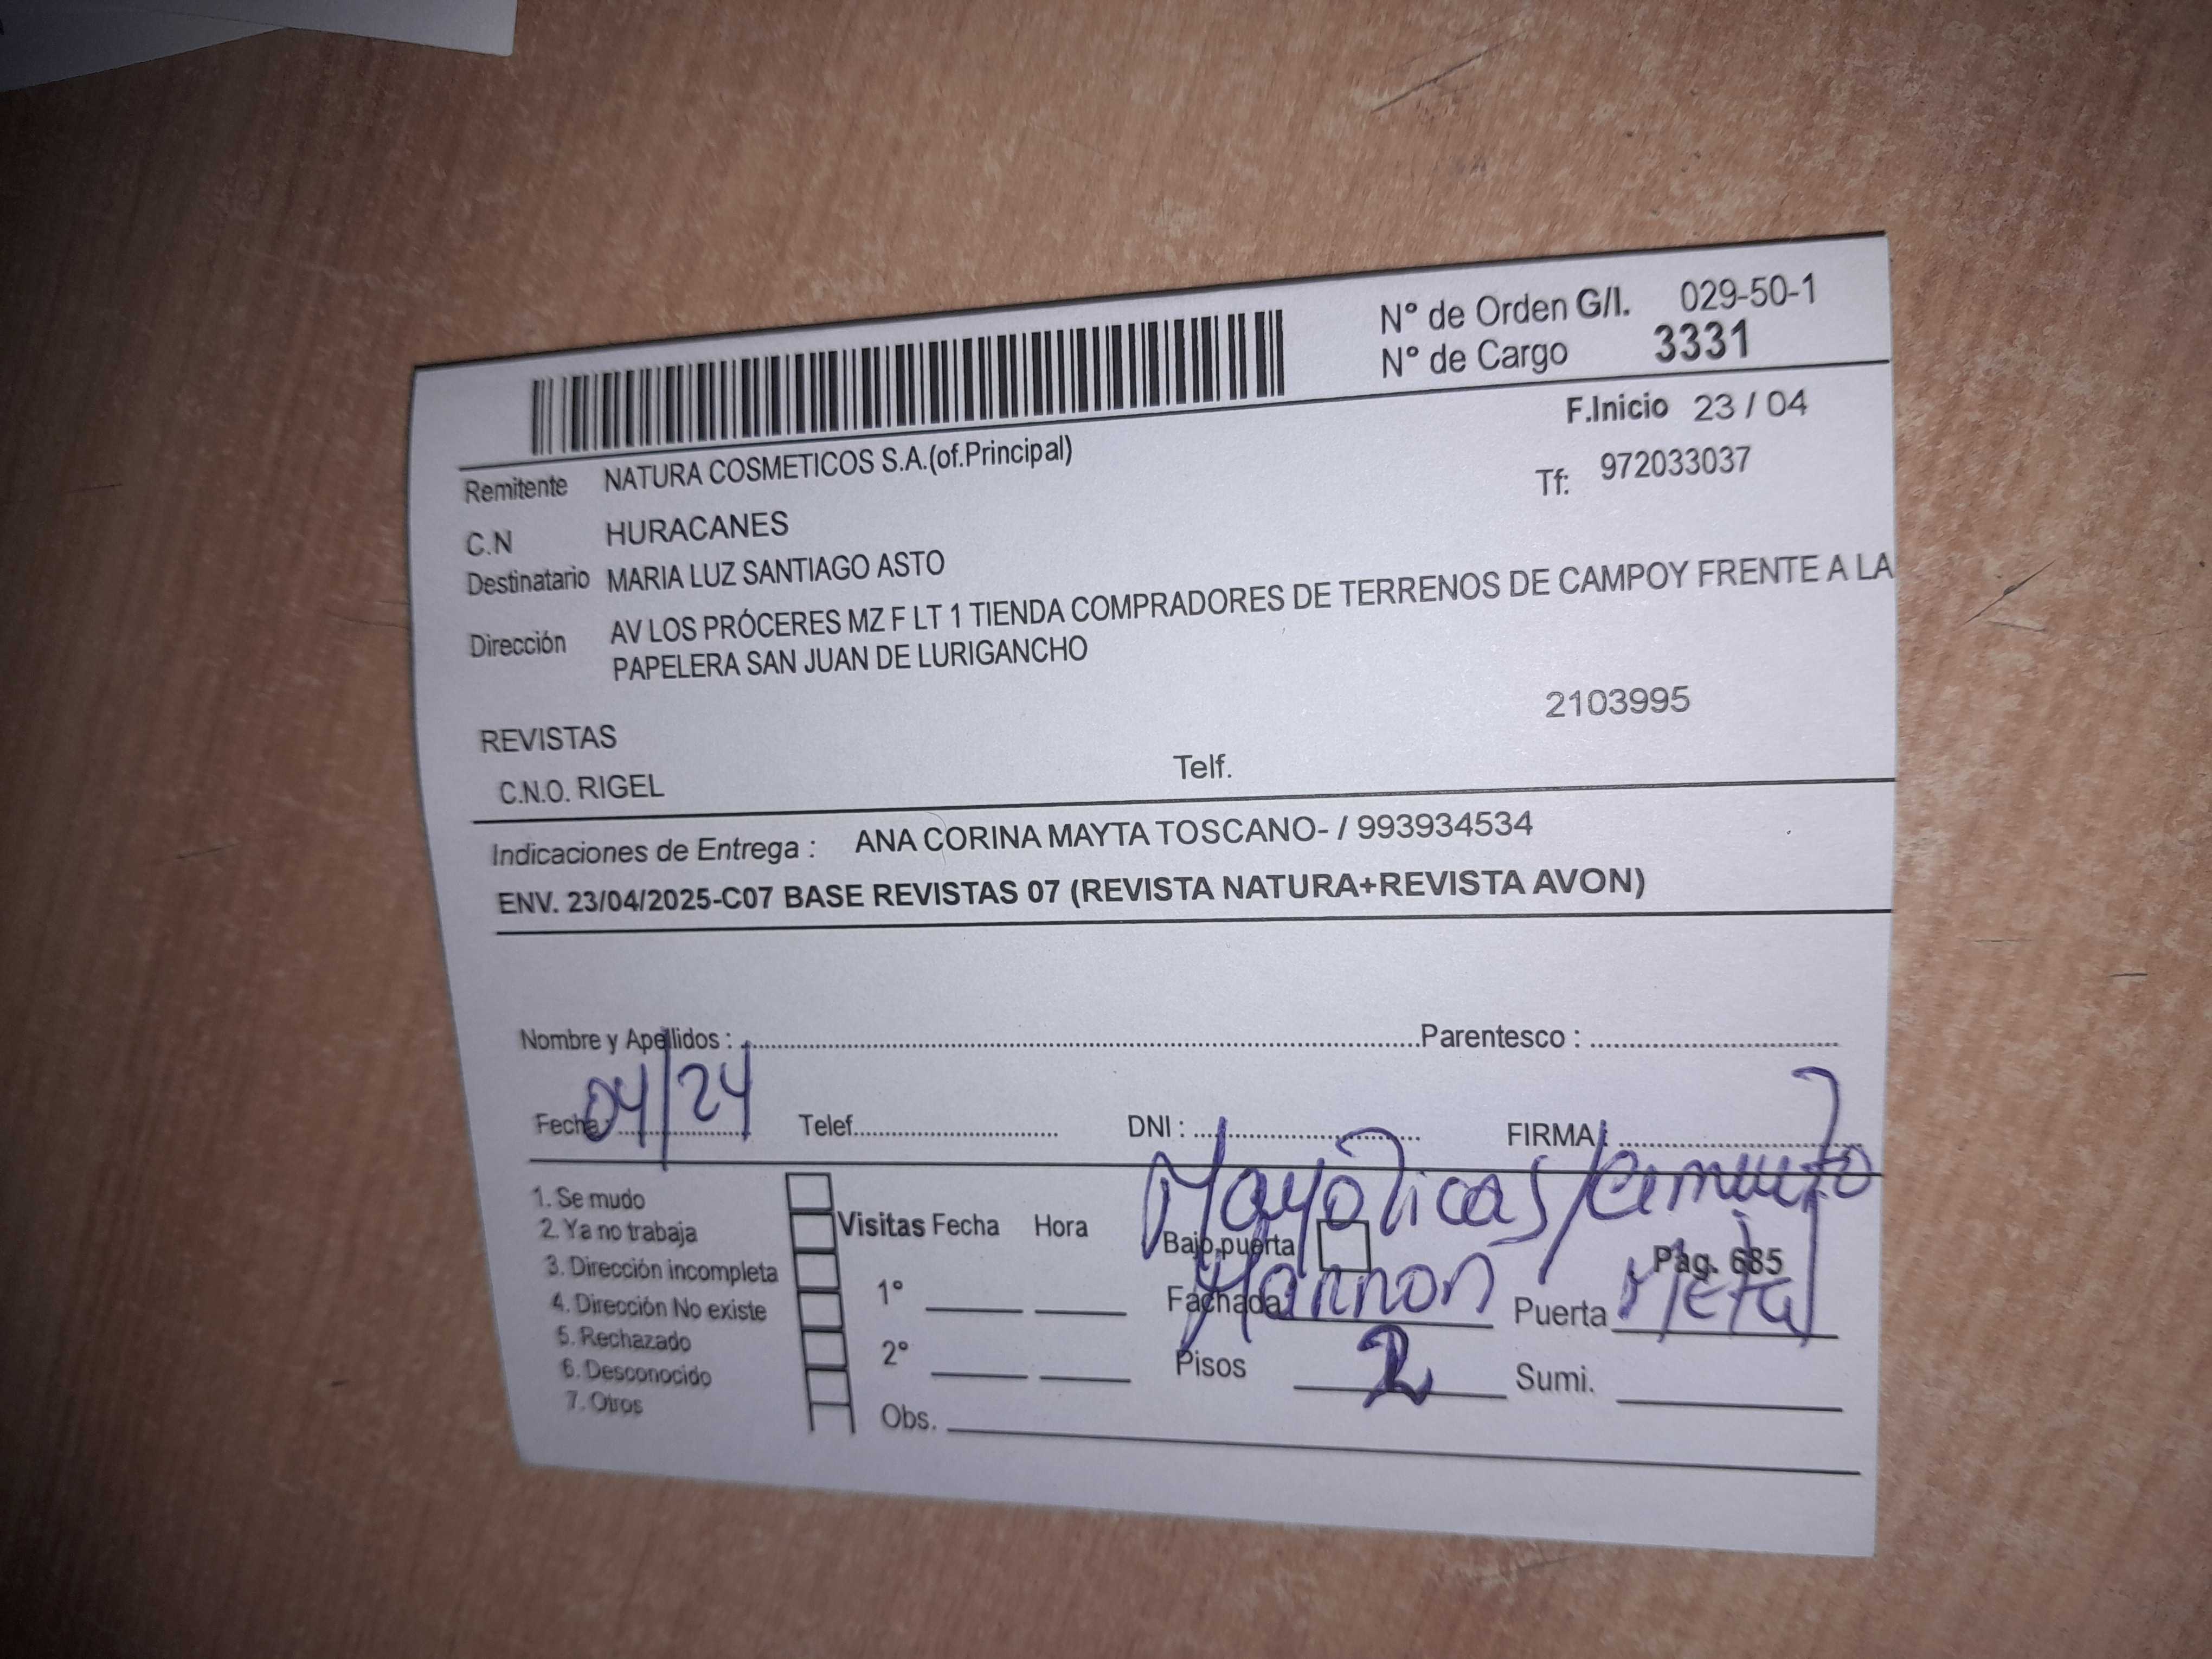 N° de Orden G/I. 029-50-1
N° de Cargo 3331
F.Inicio 23 / 04
Remitente NATURA COSMETICOS S.A.(of.Principal)
Tf: 972033037
C.N HURACANES
Destinatario MARIA LUZ SANTIAGO ASTO
Dirección AV LOS PRÓCERES MZ F LT 1 TIENDA COMPRADORES DE TERRENOS DE CAMPOY FRENTE A LA
PAPELERA SAN JUAN DE LURIGANCHO
2103995
REVISTAS
C.N.O. RIGEL Telf.
Indicaciones de Entrega : ANA CORINA MAYTA TOSCANO- / 993934534
ENV. 23/04/2025-C07 BASE REVISTAS 07 (REVISTA NATURA+REVISTA AVON)
Nombre y Apellidos : Parentesco :
Fecha 04/24 Telef. DNI : FIRMA :
Mayolicas/Cemento
1. Se mudo
2. Ya no trabaja
3. Dirección incompleta
4. Dirección No existe
5. Rechazado
6. Desconocido
7. Otros
Visitas Fecha Hora
1°
2°
Obs.
Bajo puerta Pàg. 685
Fachada Marron Puerta Metal
Pisos 2 Sumi.